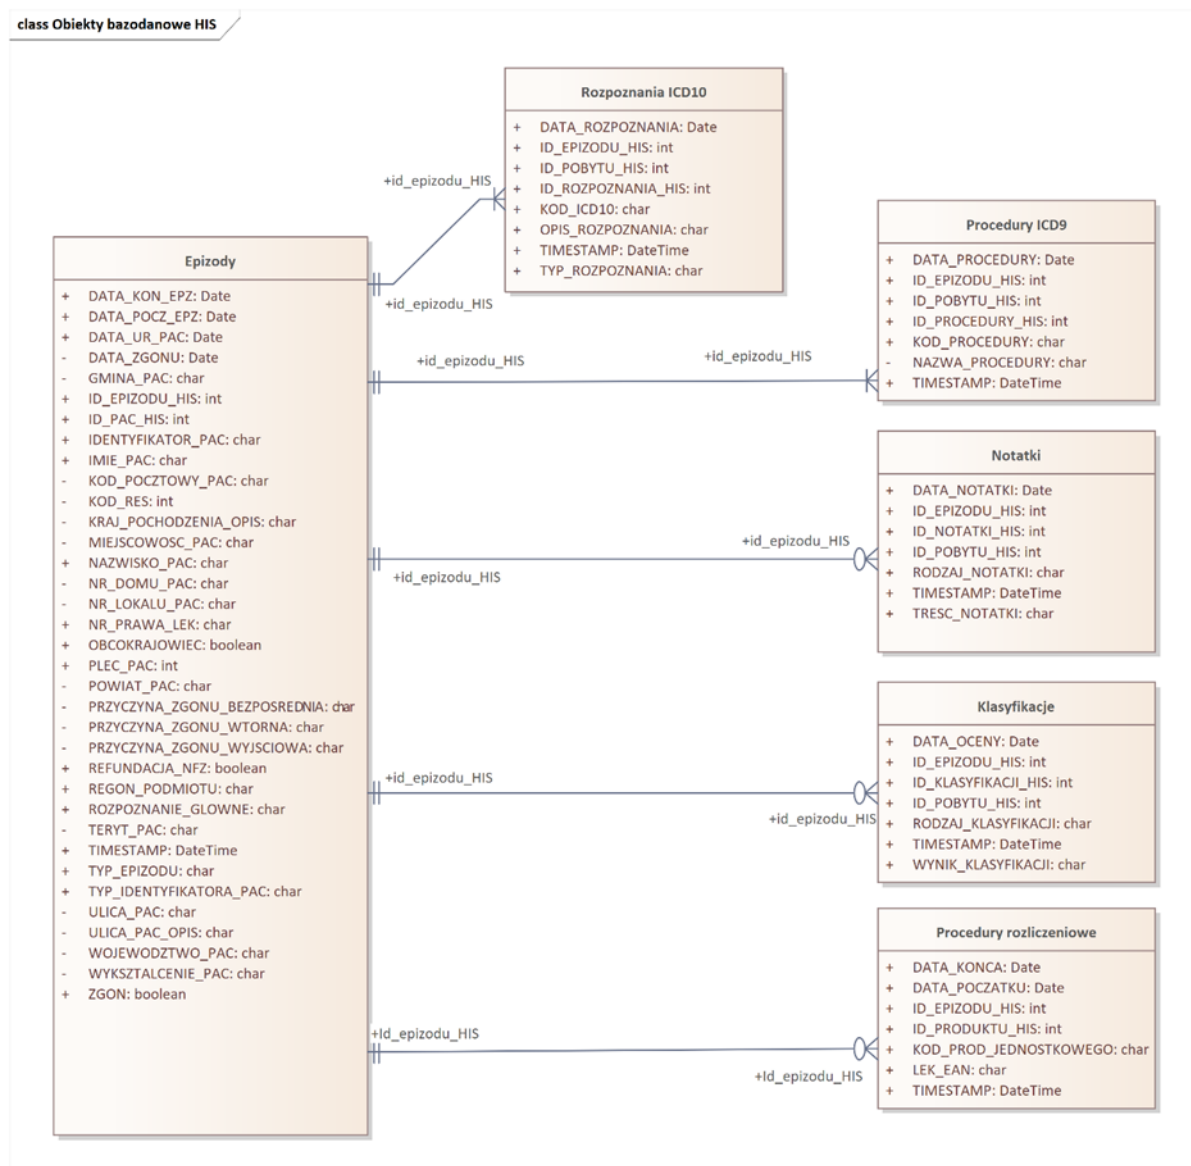 class Obiekty bazodanowe HIS
Rozpoznania ICD10
+ DATA_ROZPOZNANIA: Date
+ ID_EPIZODU_HIS: int
+ ID_POBYTU_HIS: int
+ ID_ROZPOZNANIA_HIS: int
+ KOD_ICD10: char
+ OPIS_ROZPOZNANIA: char
+ TIMESTAMP: DateTime
+ TYP_ROZPOZNANIA: char
+id_epizodu_HIS
+id_epizodu_HIS
Epizody
+ DATA_KON_EPZ: Date
+ DATA_POCZ_EPZ: Date
+ DATA_UR_PAC: Date
- DATA_ZGONU: Date
- GMINA_PAC: char
+ ID_EPIZODU_HIS: int
+ ID_PAC_HIS: int
+ IDENTYFIKATOR_PAC: char
+ IMIE_PAC: char
- KOD_POCZTOWY_PAC: char
- KOD_RES: int
- KRAJ_POCHODZENIA_OPIS: char
- MIEJSCOWOSC_PAC: char
+ NAZWISKO_PAC: char
- NR_DOMU_PAC: char
- NR_LOKALU_PAC: char
+ NR_PRAWA_LEK: char
+ OBCOKRAJOWIEC: boolean
+ PLEC_PAC: int
- POWIAT_PAC: char
- PRZYCZYNA_ZGONU_BEZPOSREDNIA: char
- PRZYCZYNA_ZGONU_WTORNA: char
- PRZYCZYNA_ZGONU_WYJSCIOWA: char
+ REFUNDACJA_NFZ: boolean
+ REGON_PODMIOTU: char
+ ROZPOZNANIE_GLOWNE: char
- TERYT_PAC: char
+ TIMESTAMP: DateTime
+ TYP_EPIZODU: char
+ TYP_IDENTYFIKATORA_PAC: char
- ULICA_PAC: char
- ULICA_PAC_OPIS: char
- WOJEWODZTWO_PAC: char
- WYKSZTALCENIE_PAC: char
+ ZGON: boolean
+id_epizodu_HIS
+id_epizodu_HIS
Procedury ICD9
+ DATA_PROCEDURY: Date
+ ID_EPIZODU_HIS: int
+ ID_POBYTU_HIS: int
+ ID_PROCEDURY_HIS: int
+ KOD_PROCEDURY: char
- NAZWA_PROCEDURY: char
+ TIMESTAMP: DateTime
+id_epizodu_HIS
+id_epizodu_HIS
Notatki
+ DATA_NOTATKI: Date
+ ID_EPIZODU_HIS: int
+ ID_NOTATKI_HIS: int
+ ID_POBYTU_HIS: int
+ RODZAJ_NOTATKI: char
+ TIMESTAMP: DateTime
+ TRESC_NOTATKI: char
+id_epizodu_HIS
+id_epizodu_HIS
Klasyfikacje
+ DATA_OCENY: Date
+ ID_EPIZODU_HIS: int
+ ID_KLASYFIKACJI_HIS: int
+ ID_POBYTU_HIS: int
+ RODZAJ_KLASYFIKACJI: char
+ TIMESTAMP: DateTime
+ WYNIK_KLASYFIKACJI: char
+Id_epizodu_HIS
+Id_epizodu_HIS
Procedury rozliczeniowe
+ DATA_KONCA: Date
+ DATA_POCZATKU: Date
+ ID_EPIZODU_HIS: int
+ ID_PRODUKTU_HIS: int
+ KOD_PROD_JEDNOSTKOWEGO: char
+ LEK_EAN: char
+ TIMESTAMP: DateTime